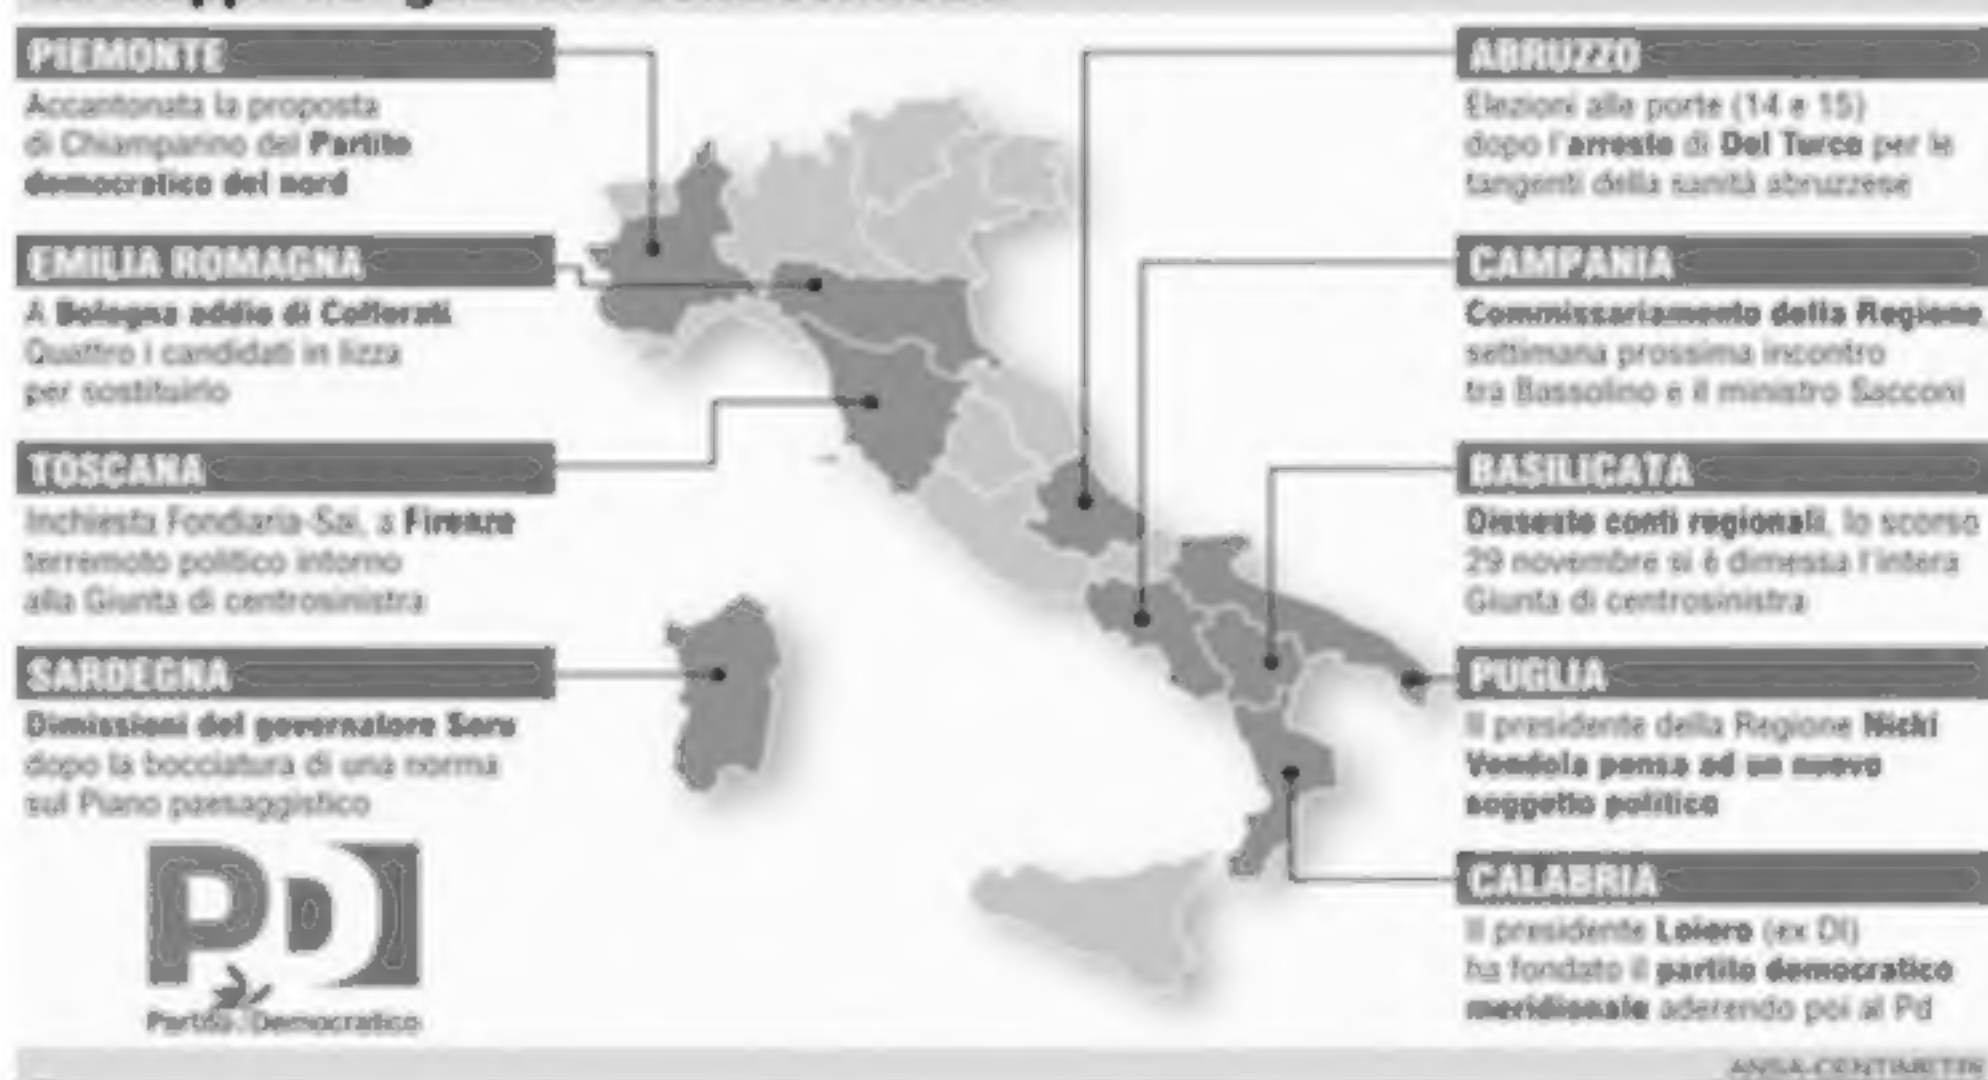 PIEMONTE
Accantonata la proposta
di Chiamparino del Partito
democratico del nord
EMILIA ROMAGNA
A Bologna addio di Cofferati
Quattro i candidati in lizza
per sostituirlo
TOSCANA
Inchiesta Fondiaria-Sai, a Firenze
terremoto politico intorno
alla Giunta di centrosinistra
SARDEGNA
Dimissioni del governatore Soru
dopo la bocciatura di una norma
sul Piano paesaggistico
PD
Partito Democratico
ABRUZZO
Elezioni alle porte (14 e 15)
dopo l'arresto di Del Turco per le
tangenti della sanità abruzzese
CAMPANIA
Commissariamento della Regione
settimana prossima incontro
tra Bassolino e il ministro Sacconi
BASILICATA
Dissesto conti regionali, lo scorso
29 novembre si è dimessa l'intera
Giunta di centrosinistra
PUGLIA
Il presidente della Regione Nichi
Vendola pensa ad un nuovo
soggetto politico
CALABRIA
Il presidente Loiero (ex Dl)
ha fondato il partito democratico
meridionale aderendo poi al Pd
ANSA-CENTIMETRI